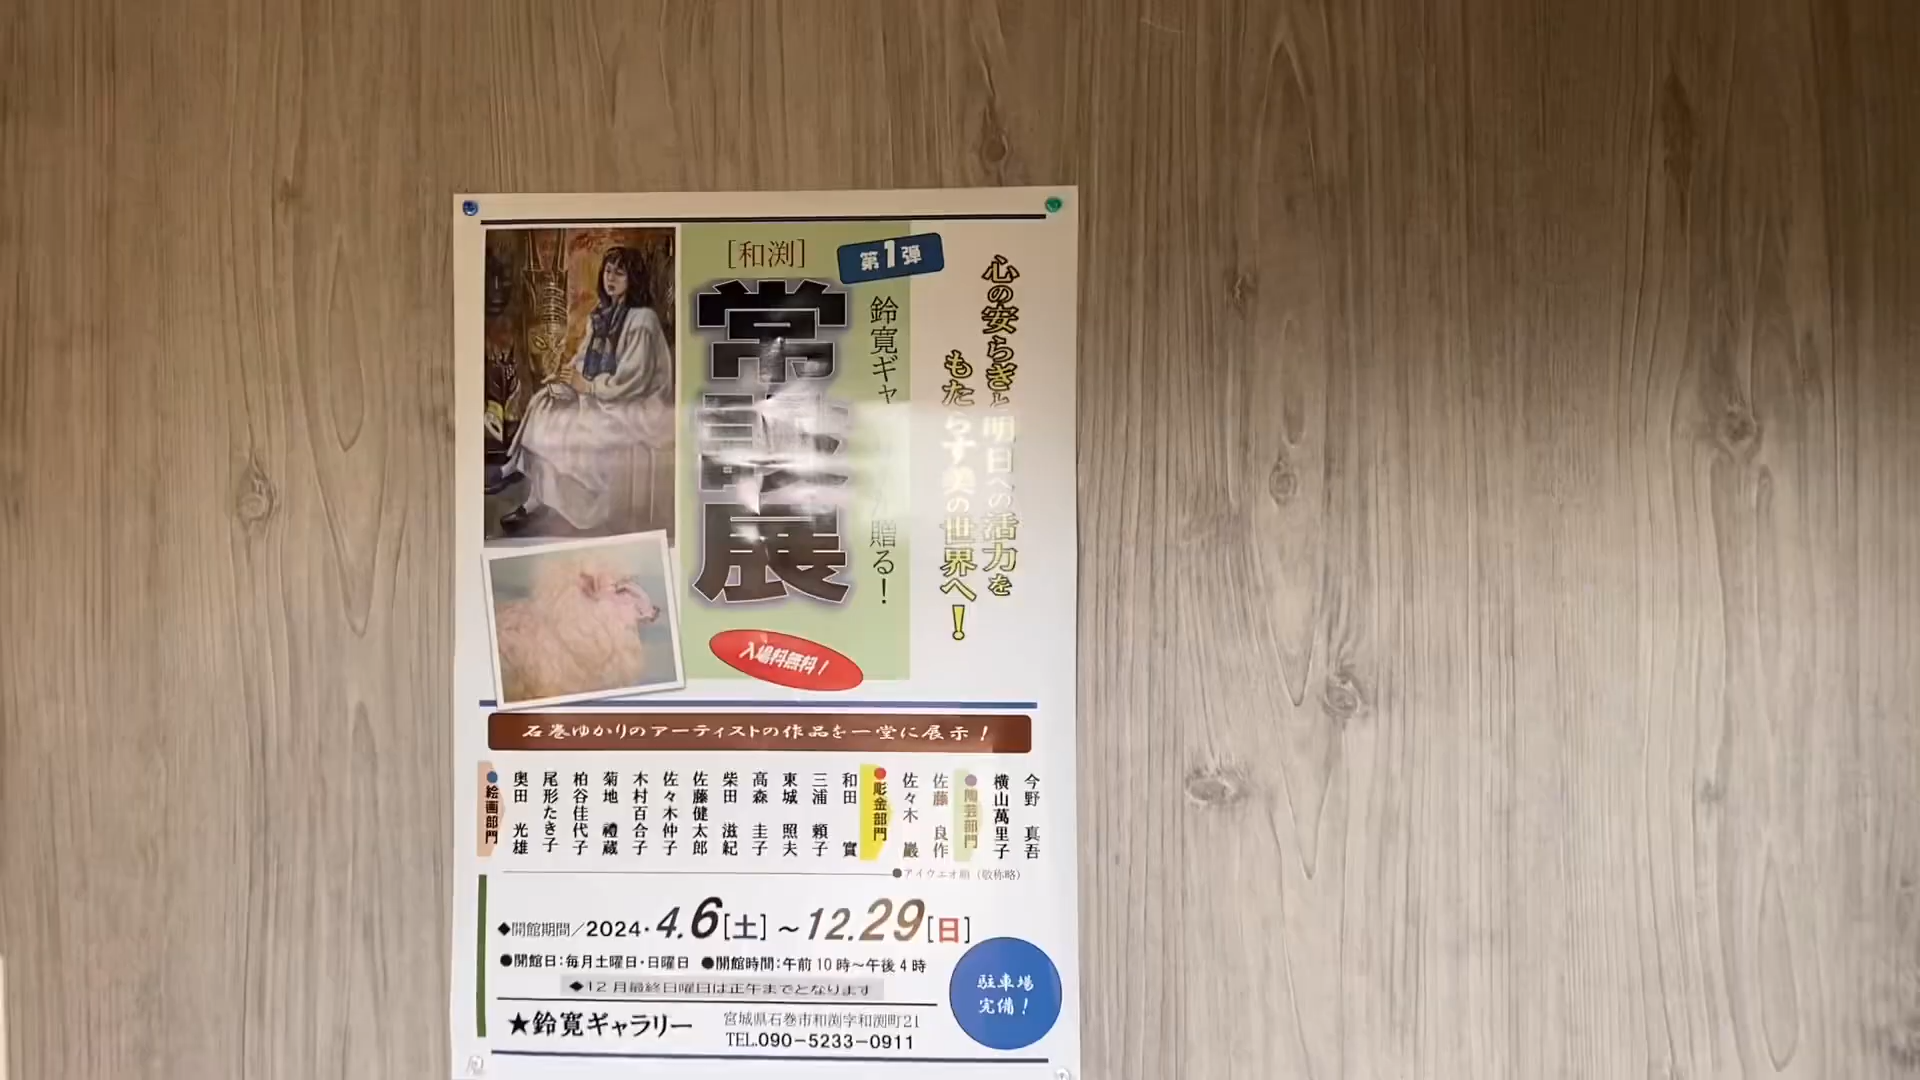 [和渕]
第1弾
常設展
鈴寛ギャ
贈る!
心の安らぎと明日への活力を
もたらす美の世界へ!
入場料無料!
石巻ゆかりのアーティストの作品を一堂に展示!
●絵画部門
奥田 光雄
尾形たき子
柏谷佳代子
菊地 禮蔵
木村百合子
佐々木仲子
佐藤健太郎
柴田 滋紀
髙森 圭子
東城 照夫
三浦 頼子
和田 實
●彫金部門
佐々木 巖
佐藤 良作
●陶芸部門
横山萬里子
今野 真吾
●アイウエオ順(敬称略)
◆開館期間/2024・4.6[土]~12.29[日]
●開館日:毎月土曜日・日曜日 ●開館時間:午前10時~午後4時
◆12月最終日曜日は正午までとなります
★鈴寛ギャラリー
宮城県石巻市和渕字和渕町21
TEL.090-5233-0911
駐車場
完備!